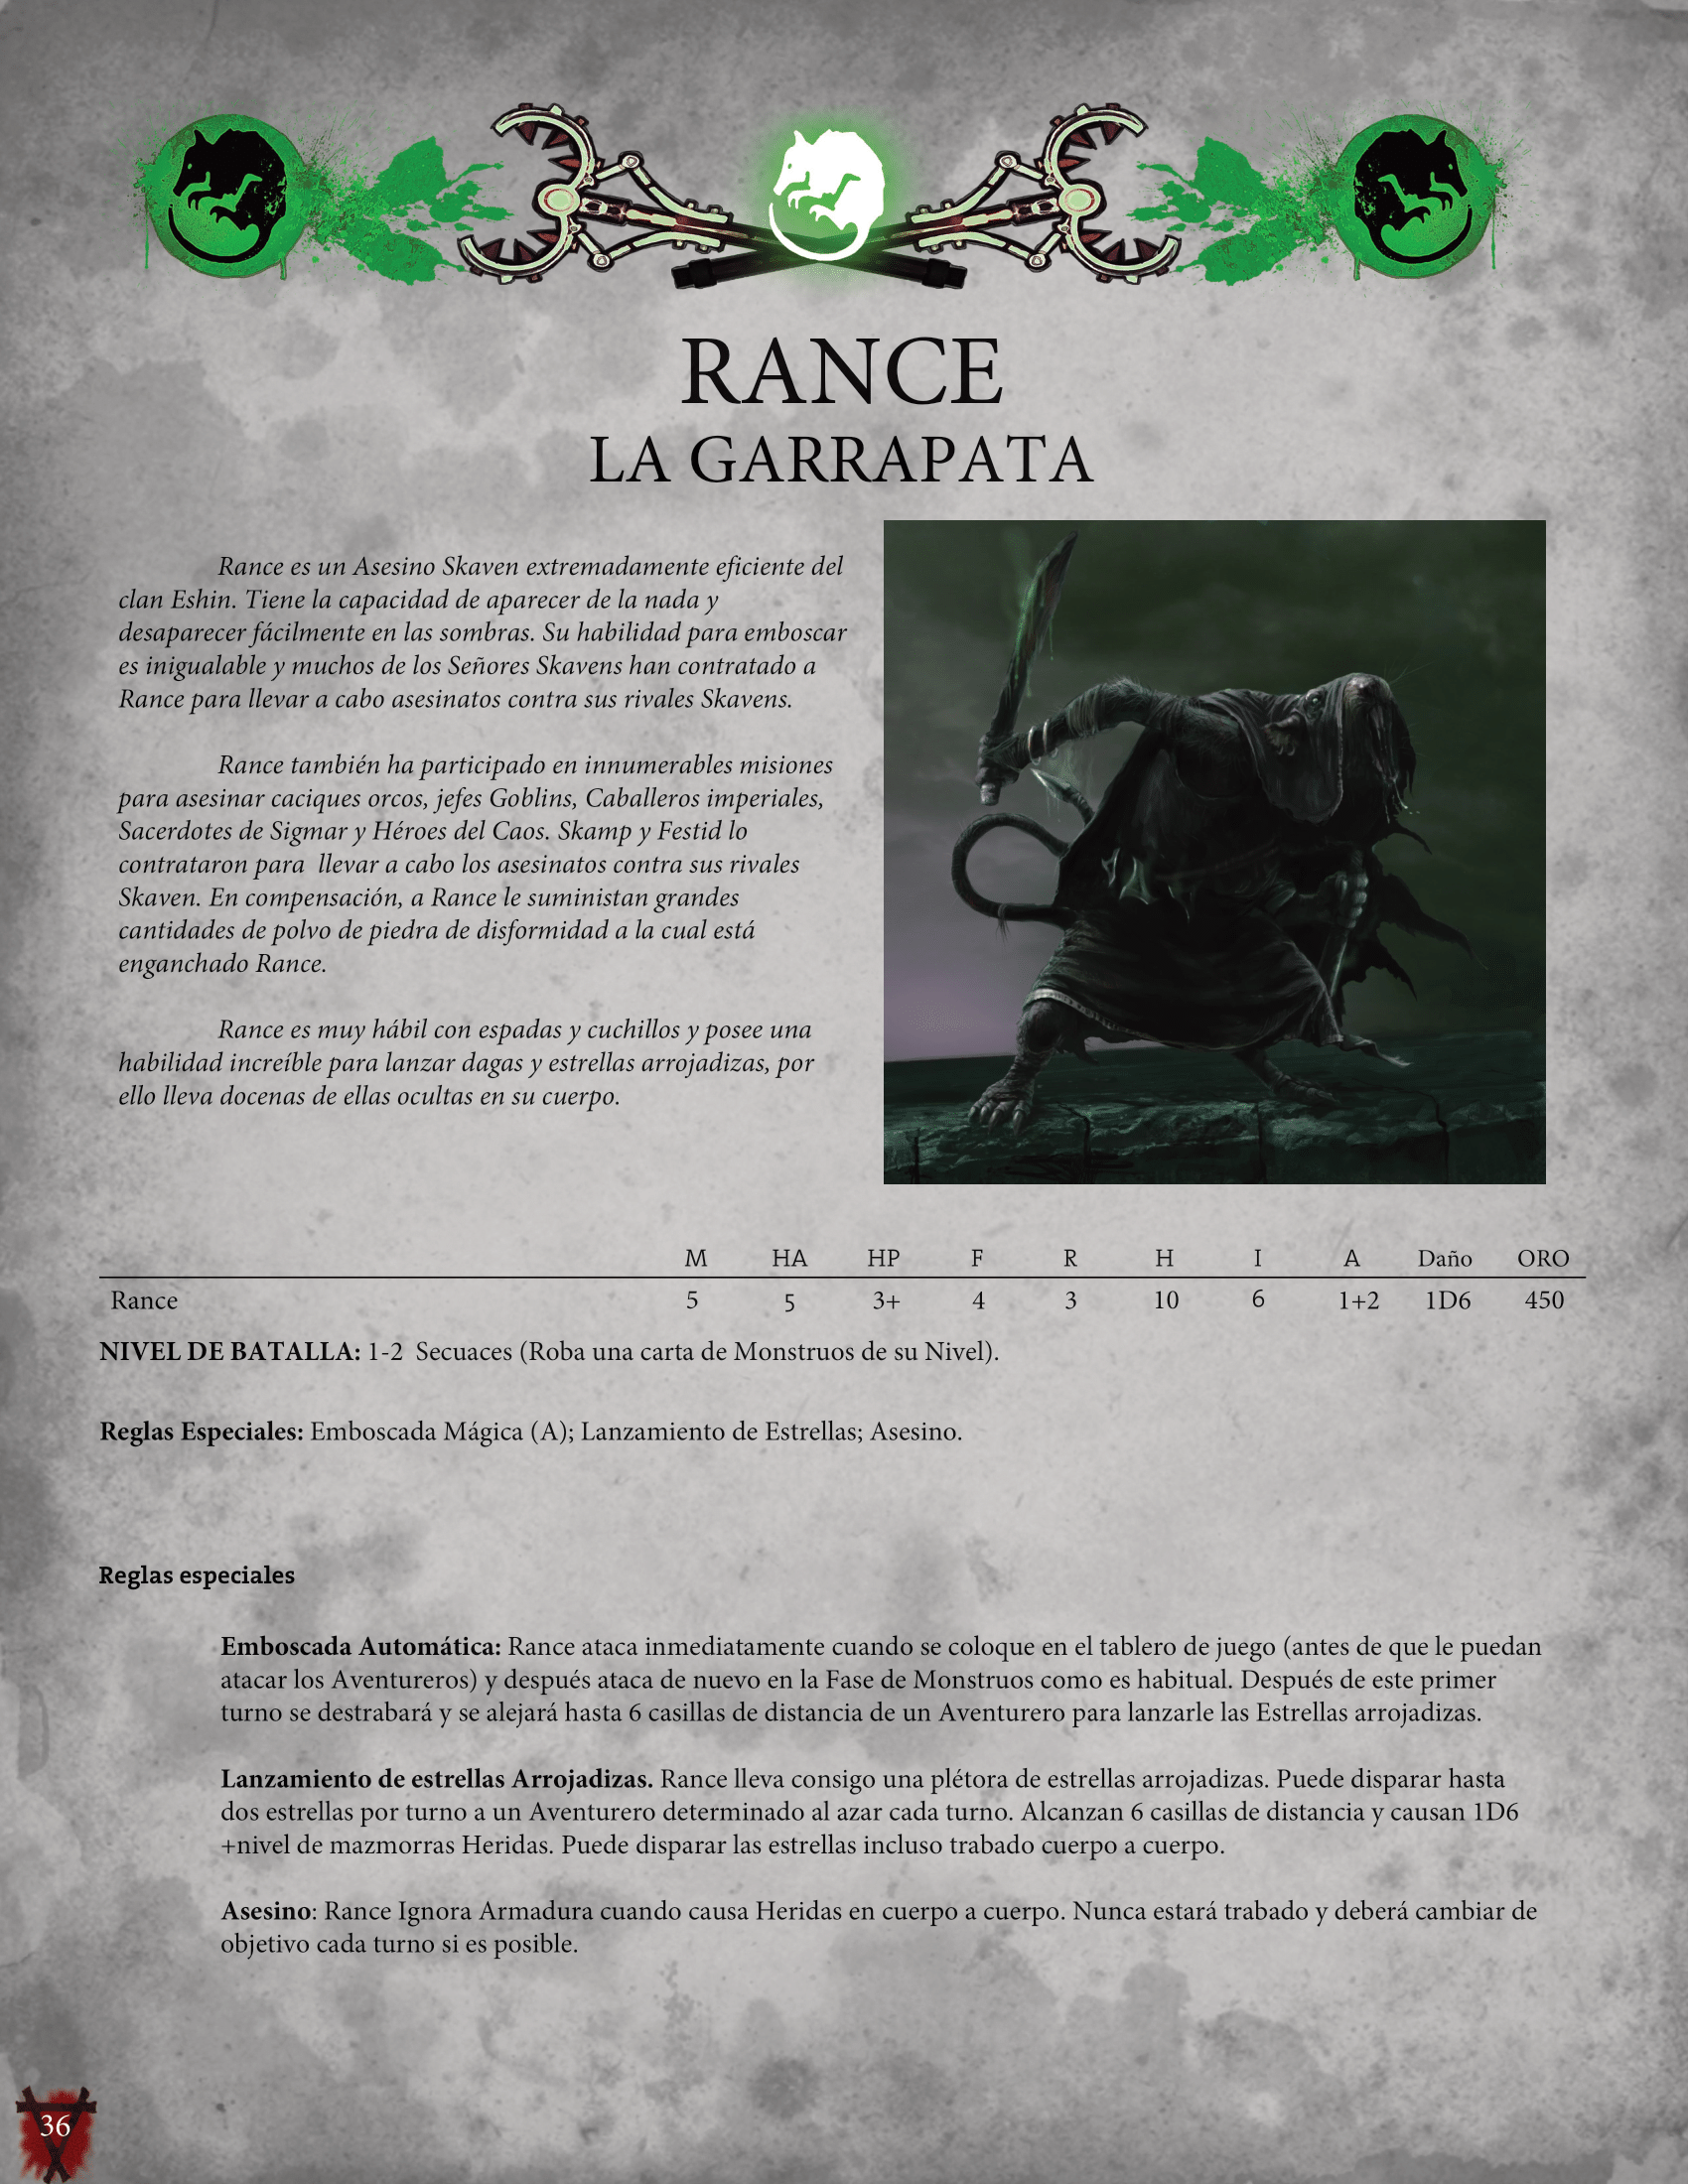 RANCE
LA GARRAPATA
Rance es un Asesino Skaven extremadamente eficiente del
clan Eshin. Tiene la capacidad de aparecer de la nada y
desaparecer fácilmente en las sombras. Su habilidad para emboscar
es inigualable y muchos de los Señores Skavens han contratado a
Rance para llevar a cabo asesinatos contra sus rivales Skavens.
Rance también ha participado en innumerables misiones
para asesinar caciques orcos, jefes Goblins, Caballeros imperiales,
Sacerdotes de Sigmar y Héroes del Caos. Skamp y Festid lo
contrataron para llevar a cabo los asesinatos contra sus rivales
Skaven. En compensación, a Rance le suministan grandes
cantidades de polvo de piedra de disformidad a la cual está
enganchado Rance.
Rance es muy hábil con espadas y cuchillos y posee una
habilidad increíble para lanzar dagas y estrellas arrojadizas, por
ello lleva docenas de ellas ocultas en su cuerpo.
M HA HP F R H I A Daño ORO
Rance 5 5 3+ 4 3 10 6 1+2 1D6 450
NIVEL DE BATALLA: 1-2 Secuaces (Roba una carta de Monstruos de su Nivel).
Reglas Especiales: Emboscada Mágica (A); Lanzamiento de Estrellas; Asesino.
Reglas especiales
Emboscada Automática: Rance ataca inmediatamente cuando se coloque en el tablero de juego (antes de que le puedan
atacar los Aventureros) y después ataca de nuevo en la Fase de Monstruos como es habitual. Después de este primer
turno se destrabará y se alejará hasta 6 casillas de distancia de un Aventurero para lanzarle las Estrellas arrojadizas.
Lanzamiento de estrellas Arrojadizas. Rance lleva consigo una plétora de estrellas arrojadizas. Puede disparar hasta
dos estrellas por turno a un Aventurero determinado al azar cada turno. Alcanzan 6 casillas de distancia y causan 1D6
+nivel de mazmorras Heridas. Puede disparar las estrellas incluso trabado cuerpo a cuerpo.
Asesino: Rance Ignora Armadura cuando causa Heridas en cuerpo a cuerpo. Nunca estará trabado y deberá cambiar de
objetivo cada turno si es posible.
36